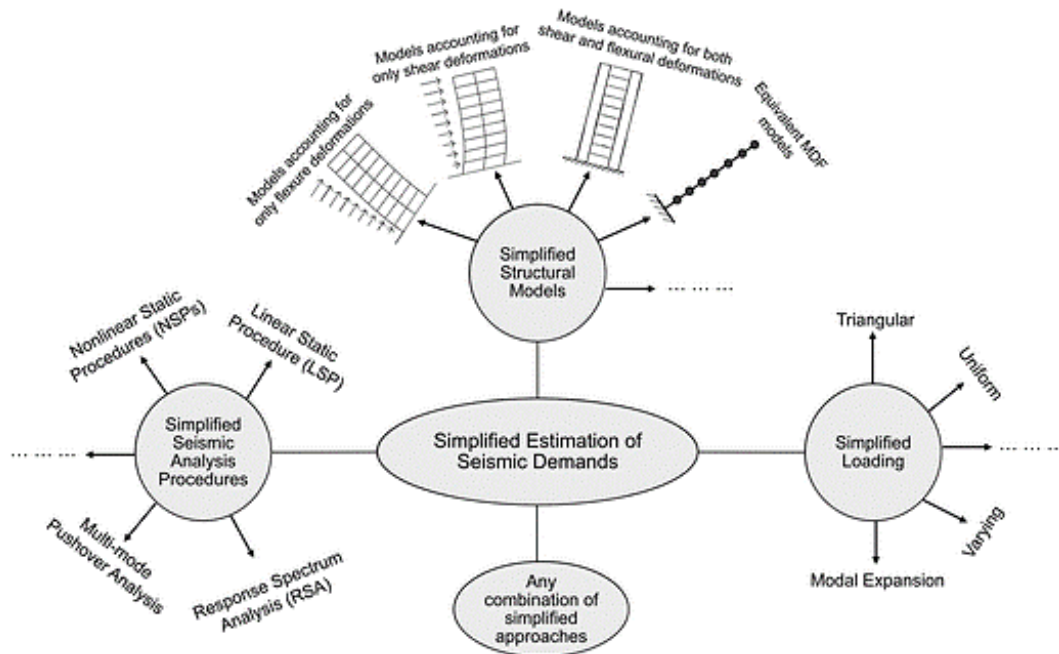 Models accounting for
only flexure deformations
Models accounting for
only shear deformations
Models accounting for both
shear and flexural deformations
Equivalent MDF
models
Simplified
Structural
Models
... ... ...
Nonlinear Static
Procedures (NSPs)
Linear Static
Procedure (LSP)
Simplified
Seismic
Analysis
Procedures
... ... ...
Multi-mode
Pushover Analysis
Response Spectrum
Analysis (RSA)
Simplified Estimation of
Seismic Demands
Any
combination of
simplified
approaches
Triangular
Uniform
Simplified
Loading
... ... ...
Varying
Modal Expansion